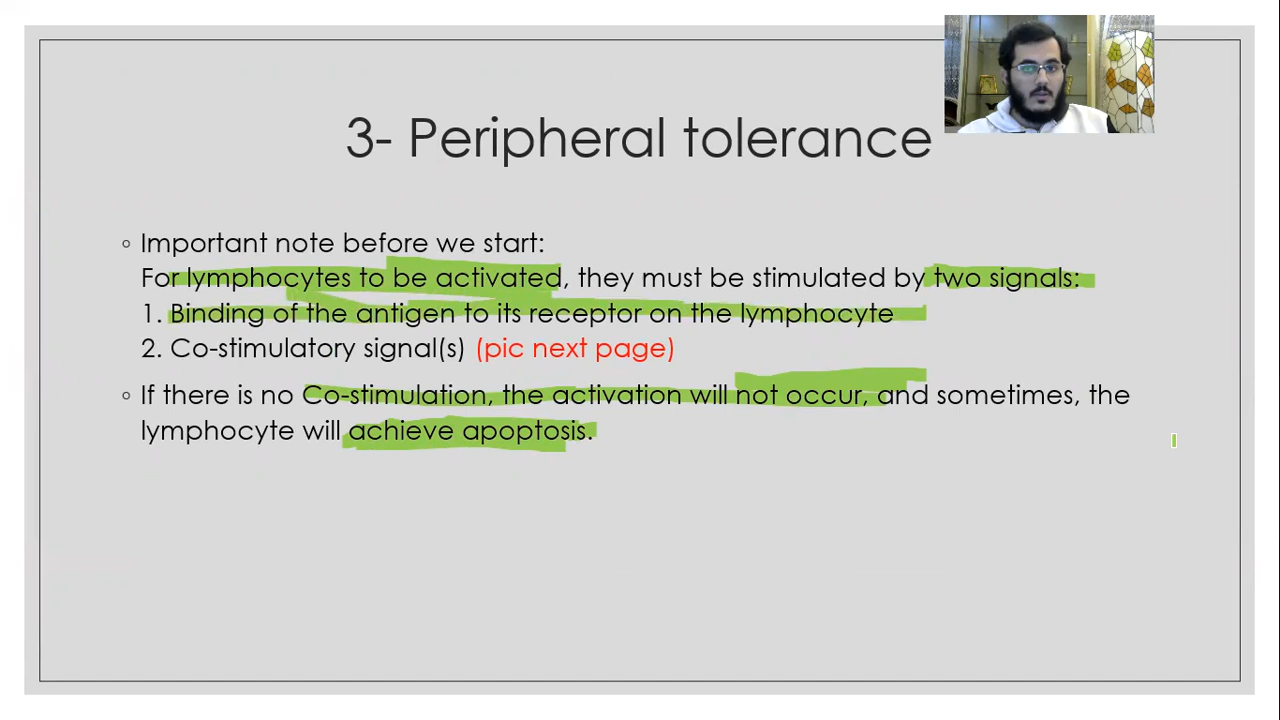 3- Peripheral tolerance
◦ Important note before we start:
For lymphocytes to be activated, they must be stimulated by two signals:
1. Binding of the antigen to its receptor on the lymphocyte
2. Co-stimulatory signal(s) (pic next page)
◦ If there is no Co-stimulation, the activation will not occur, and sometimes, the
lymphocyte will achieve apoptosis.